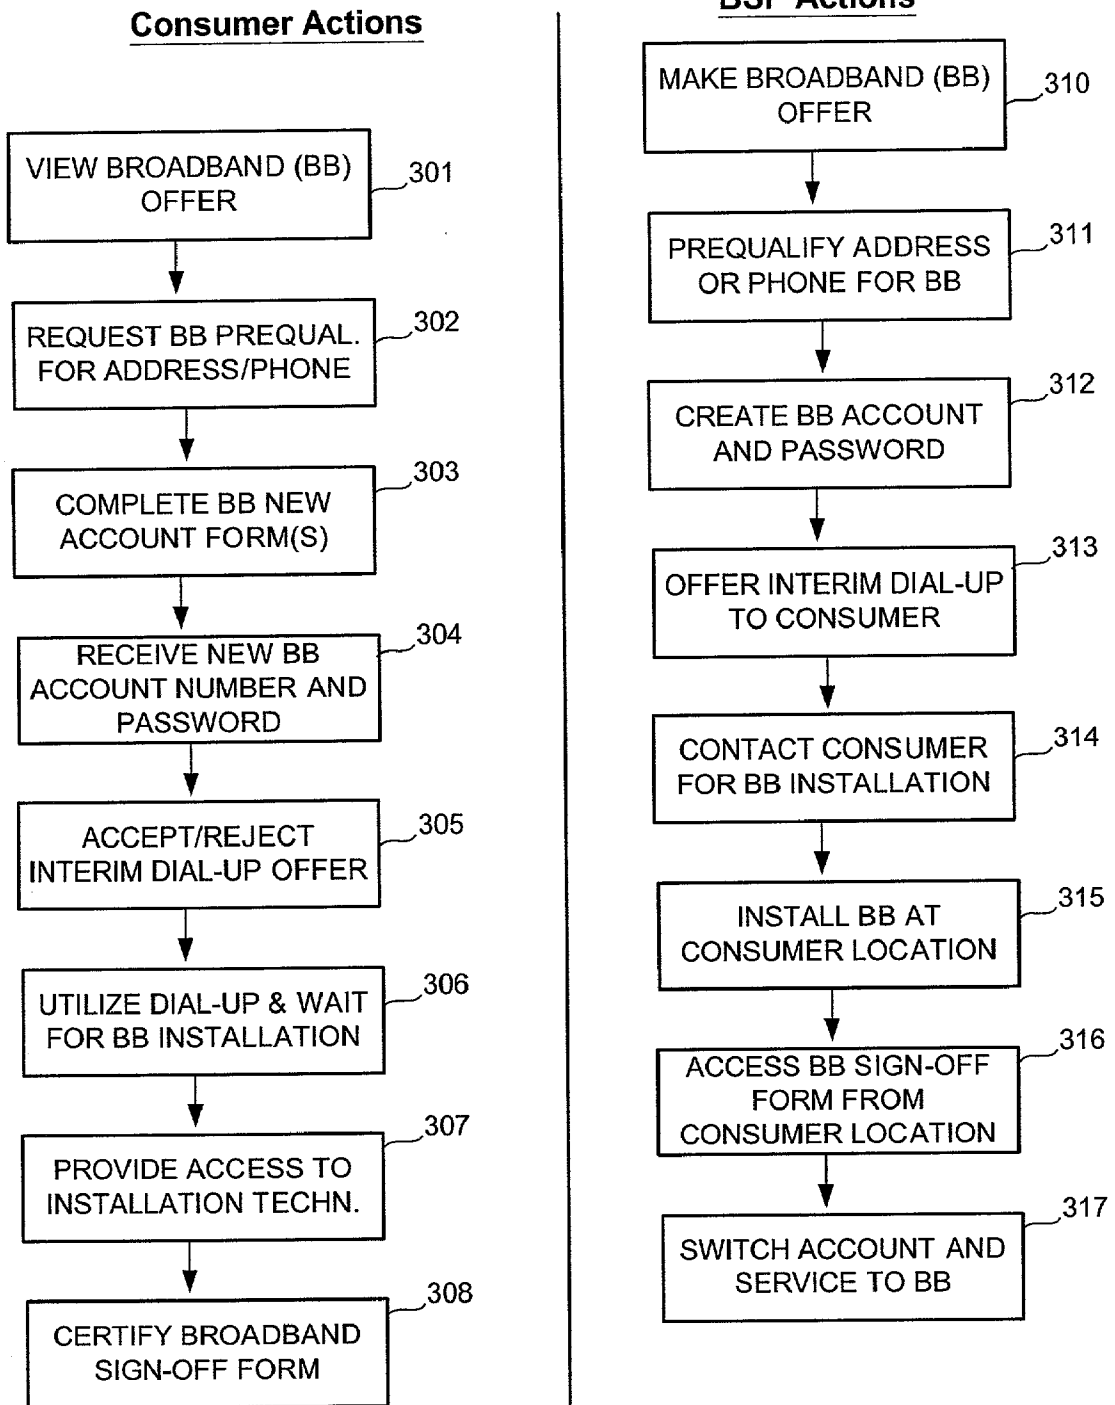 Consumer Actions
VIEW BROADBAND (BB)
OFFER
301
REQUEST BB PREQUAL.
FOR ADDRESS/PHONE
302
COMPLETE BB NEW
ACCOUNT FORM(S)
303
RECEIVE NEW BB
ACCOUNT NUMBER AND
PASSWORD
304
ACCEPT/REJECT
INTERIM DIAL-UP OFFER
305
UTILIZE DIAL-UP & WAIT
FOR BB INSTALLATION
306
PROVIDE ACCESS TO
INSTALLATION TECHN.
307
CERTIFY BROADBAND
SIGN-OFF FORM
308
BSP Actions
MAKE BROADBAND (BB)
OFFER
310
PREQUALIFY ADDRESS
OR PHONE FOR BB
311
CREATE BB ACCOUNT
AND PASSWORD
312
OFFER INTERIM DIAL-UP
TO CONSUMER
313
CONTACT CONSUMER
FOR BB INSTALLATION
314
INSTALL BB AT
CONSUMER LOCATION
315
ACCESS BB SIGN-OFF
FORM FROM
CONSUMER LOCATION
316
SWITCH ACCOUNT AND
SERVICE TO BB
317